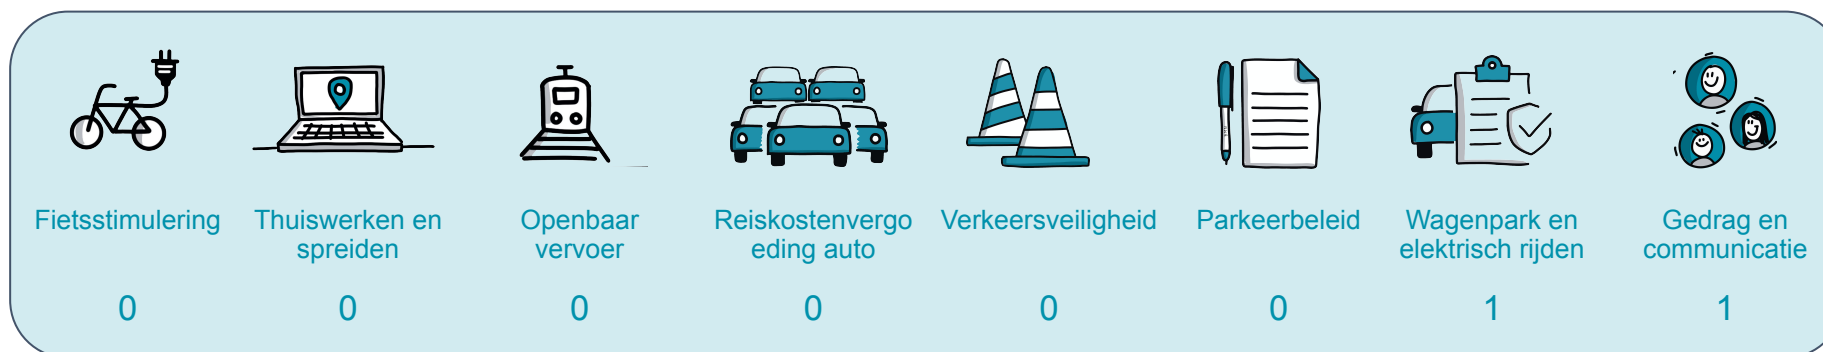 Fietsstimulering
Thuiswerken en
spreiden
Openbaar
vervoer
Reiskostenvergo
eding auto
Verkeersveiligheid
Parkeerbeleid
Wagenpark en
elektrisch rijden
Gedrag en
communicatie
0 0 0 0 0 0 1 1